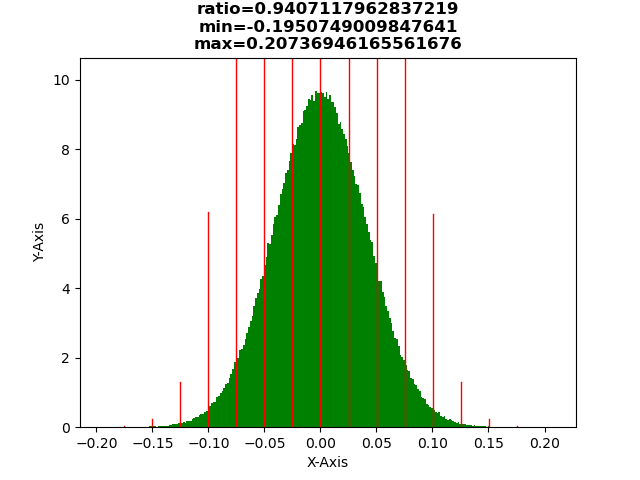 ratio=0.9407117962837219
min=-0.1950749009847641
max=0.20736946165561676
10
8
6
4
2
0
Y-Axis
−0.20 −0.15 −0.10 −0.05 0.00 0.05 0.10 0.15 0.20
X-Axis